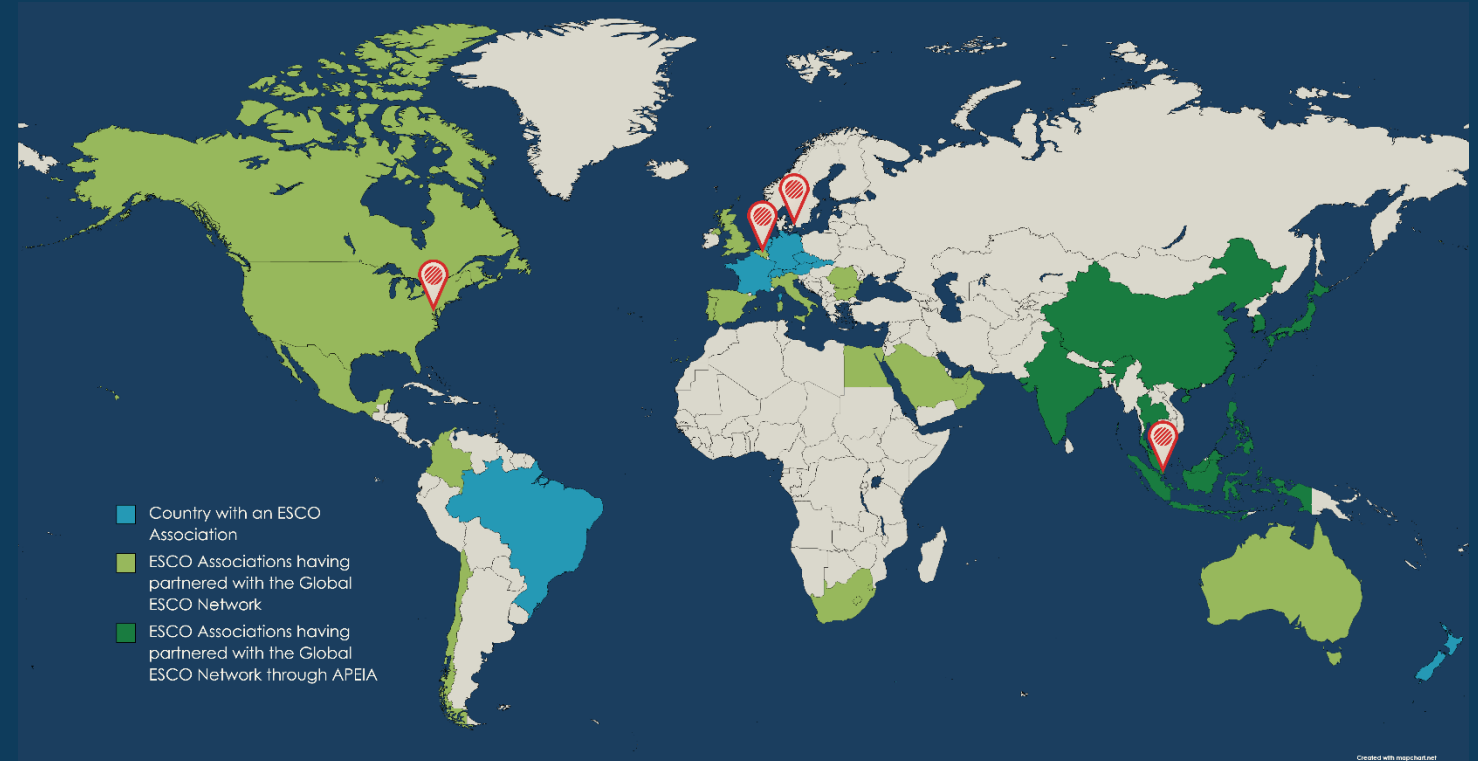 Country with an ESCO
Association
ESCO Associations having
partnered with the Global
ESCO Network
ESCO Associations having
partnered with the Global
ESCO Network through APEIA
Created with mapchart.net